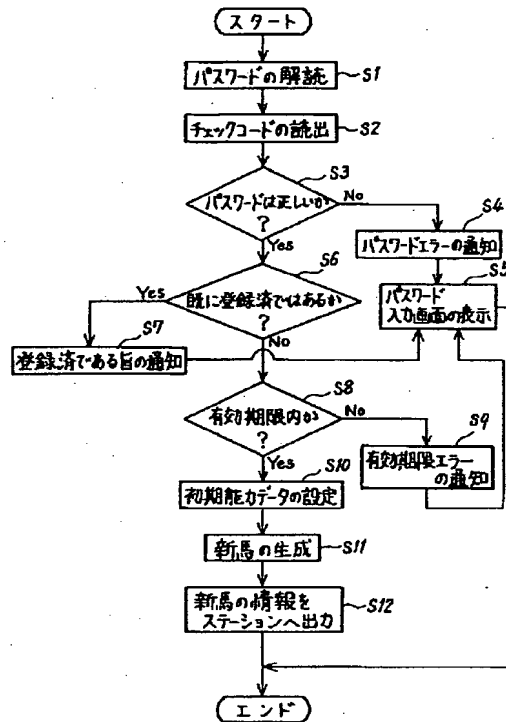 スタート
パスワードの解読
S1
チェックコードの読出
S2
S3
パスワードは正しいか
?
No
Yes
S4
パスワードエラーの通知
S5
パスワード
入力画面の表示
S6
既に登録済ではあるか
?
Yes
No
S7
登録済である旨の通知
S8
有効期限内か
?
No
Yes
S9
有効期限エラー
の通知
S10
初期能力データの設定
新馬の生成
S11
新馬の情報を
ステーションへ出力
S12
エンド